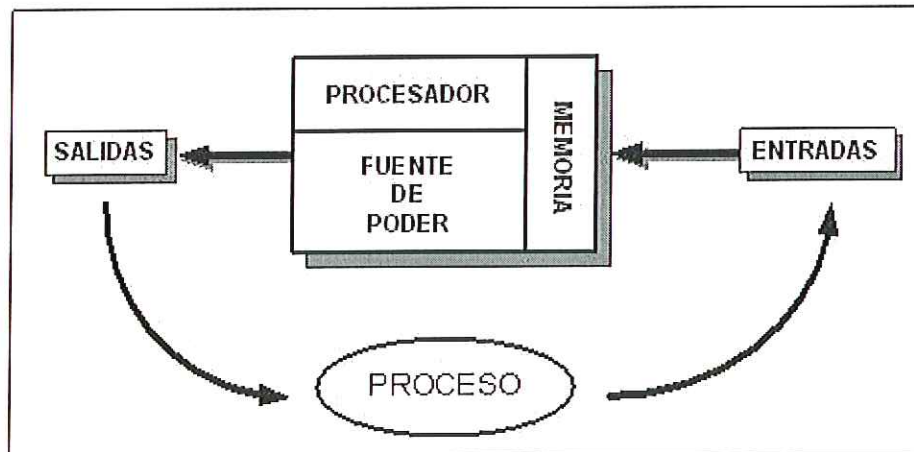 PROCESADOR
MEMORIA
SALIDAS
FUENTE
DE
PODER
ENTRADAS
PROCESO